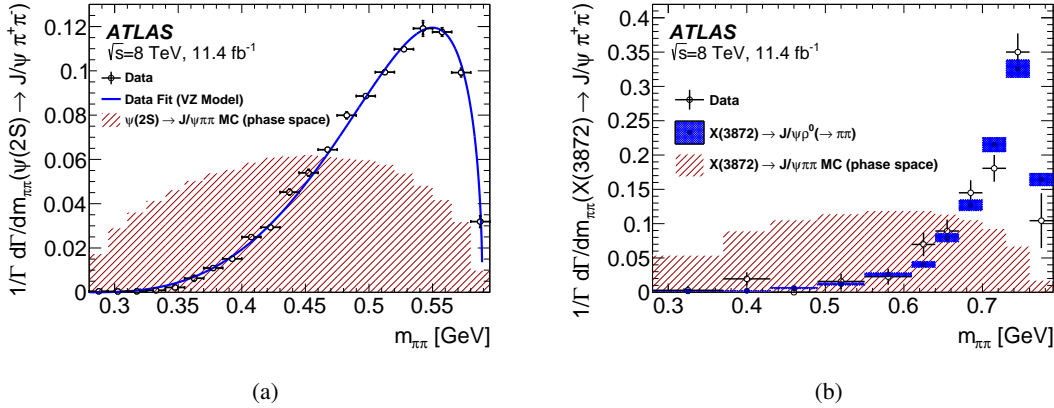 1/Γ dΓ/dm_ππ(ψ(2S) → J/ψ π⁺π⁻)
0.12
0.1
0.08
0.06
0.04
0.02
0
ATLAS
√s=8 TeV, 11.4 fb⁻¹
Data
Data Fit (VZ Model)
ψ(2S) → J/ψππ MC (phase space)
0.3 0.35 0.4 0.45 0.5 0.55
m_ππ [GeV]
(a)
1/Γ dΓ/dm_ππ(X(3872) → J/ψ π⁺π⁻)
0.4
0.35
0.30
0.25
0.20
0.15
0.1
0.05
0
ATLAS
√s=8 TeV, 11.4 fb⁻¹
Data
X(3872) → J/ψρ⁰(→ ππ)
X(3872) → J/ψππ MC (phase space)
0.3 0.4 0.5 0.6 0.7
m_ππ [GeV]
(b)